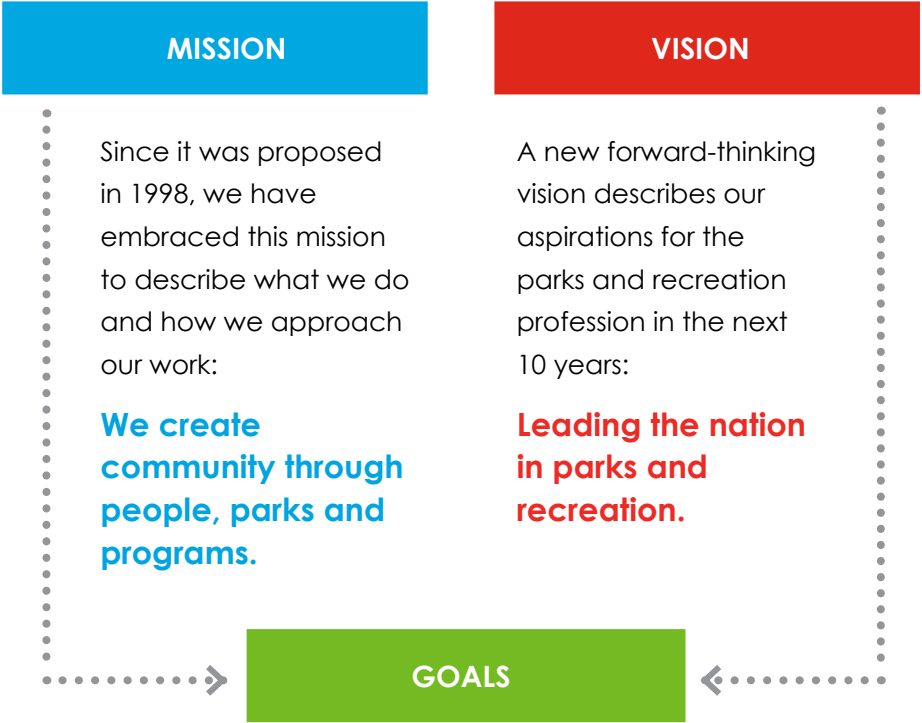 MISSION
Since it was proposed
in 1998, we have
embraced this mission
to describe what we do
and how we approach
our work:
We create
community through
people, parks and
programs.
VISION
A new forward-thinking
vision describes our
aspirations for the
parks and recreation
profession in the next
10 years:
Leading the nation
in parks and
recreation.
GOALS